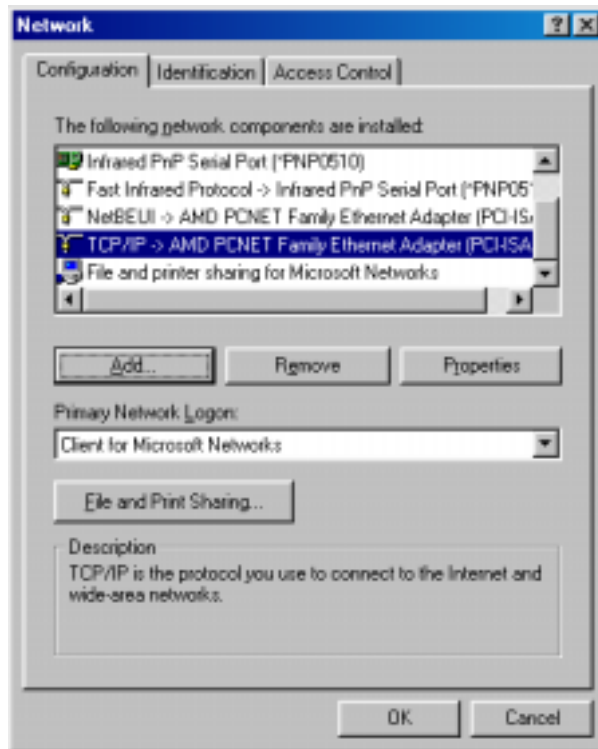 Network
Configuration Identification Access Control
The following network components are installed:
Infrared PnP Serial Port (*PNP0510)
Fast Infrared Protocol -> Infrared PnP Serial Port (*PNP05
NetBEUI -> AMD PCNET Family Ethernet Adapter (PCI-ISA
TCP/IP -> AMD PCNET Family Ethernet Adapter (PCI-ISA
File and printer sharing for Microsoft Networks
Add... Remove Properties
Primary Network Logon:
Client for Microsoft Networks
File and Print Sharing...
Description
TCP/IP is the protocol you use to connect to the Internet and
wide-area networks.
OK Cancel